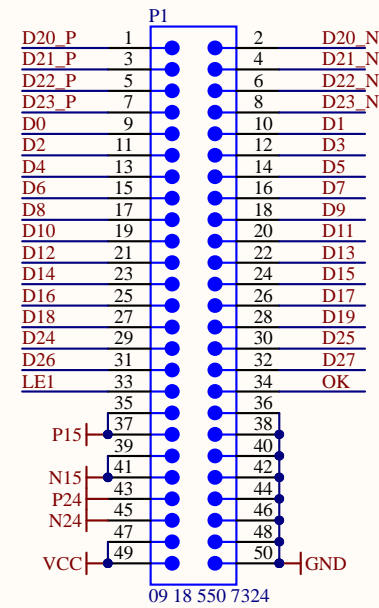 P1
D20_P 1 2 D20_N
D21_P 3 4 D21_N
D22_P 5 6 D22_N
D23_P 7 8 D23_N
D0 9 10 D1
D2 11 12 D3
D4 13 14 D5
D6 15 16 D7
D8 17 18 D9
D10 19 20 D11
D12 21 22 D13
D14 23 24 D15
D16 25 26 D17
D18 27 28 D19
D24 29 30 D25
D26 31 32 D27
LE1 33 34 OK
35 36
P15 37 38
39 40
N15 41 42
P24 43 44
N24 45 46
47 48
VCC 49 50 GND
09 18 550 7324